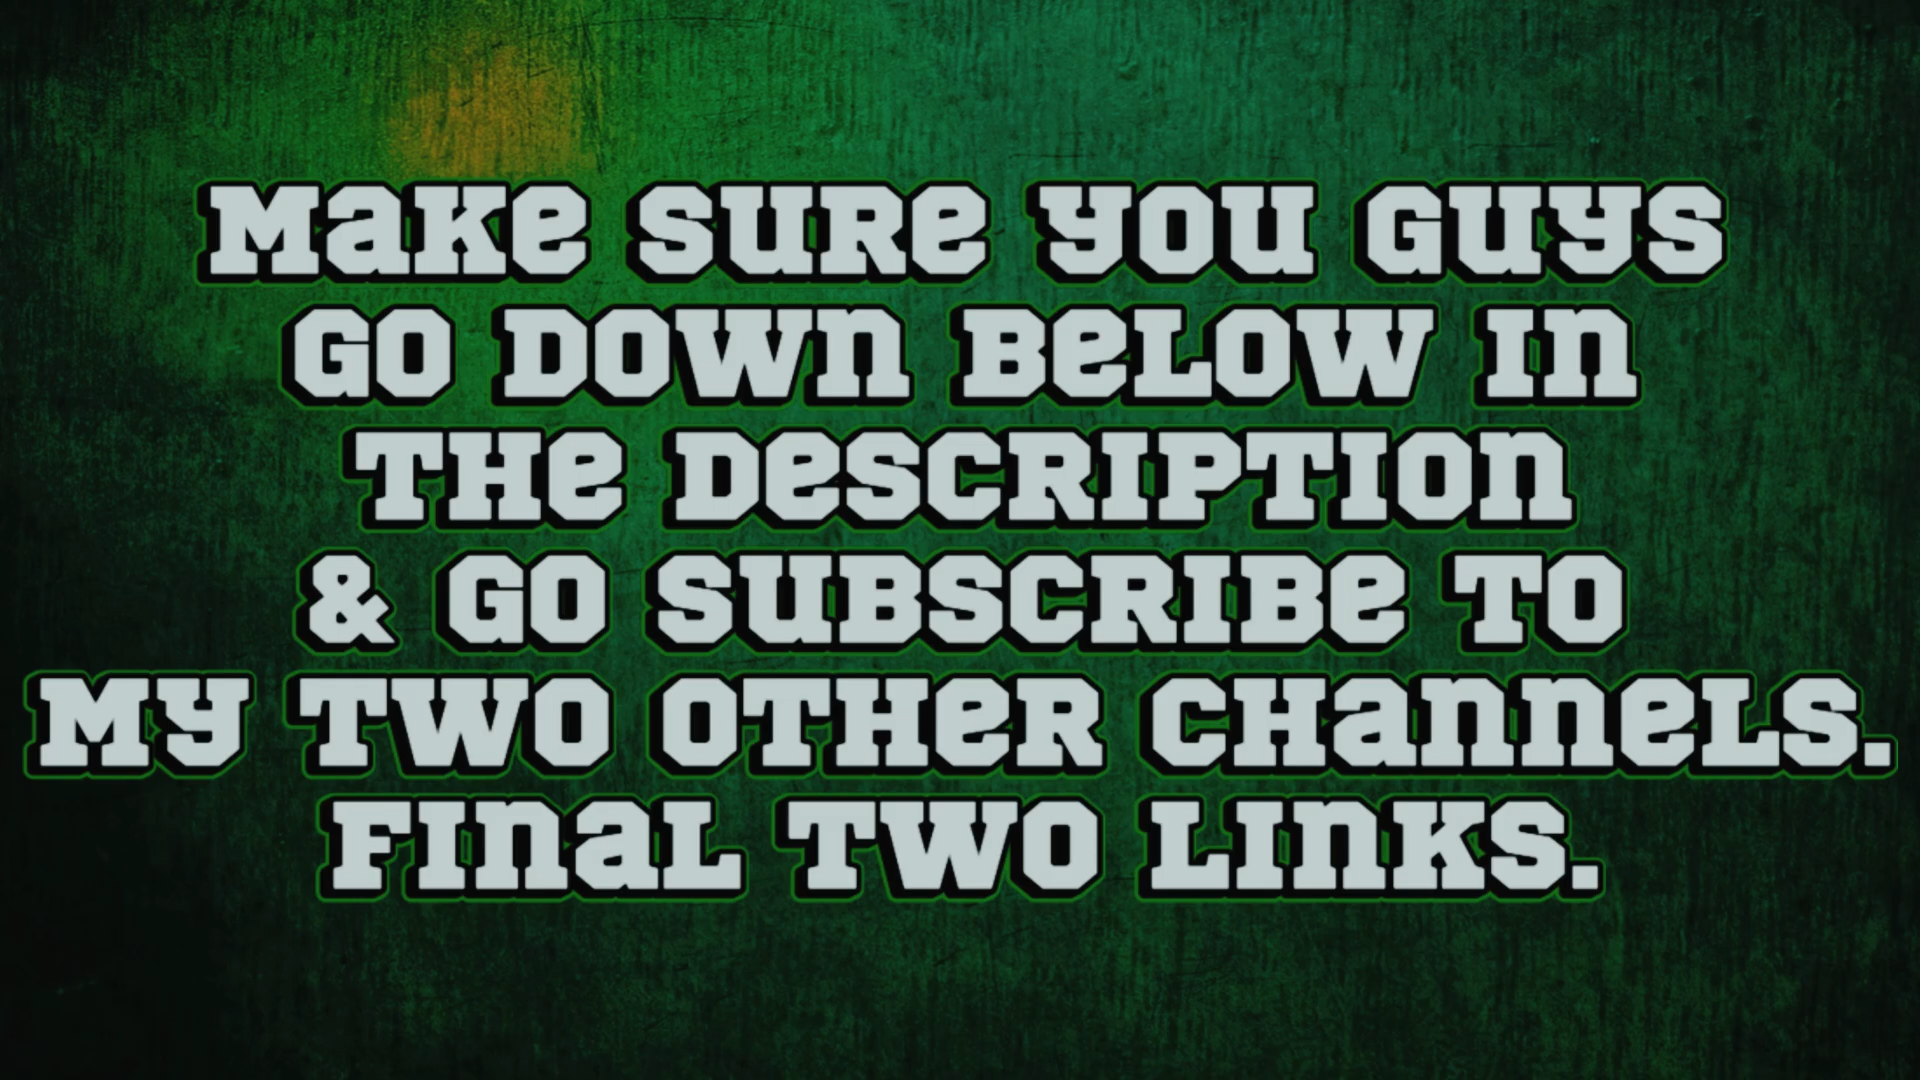 Make sure you guys
go down below in
the description
& go subscribe to
my two other channels.
Final two links.